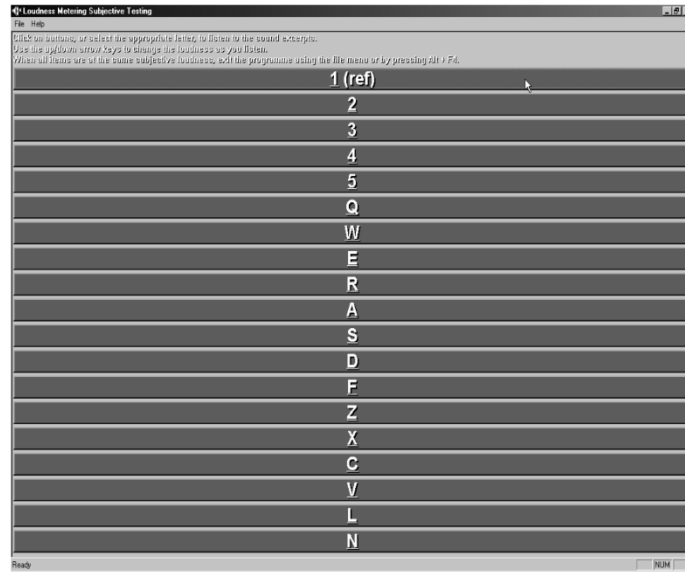 Loudness Metering Subjective Testing
File Help
Click on buttons, or select the appropriate letter, to listen to the sound excerpts.
Use the up/down arrow keys to change the loudness as you listen.
When all items are at the same subjective loudness, exit the programme using the file menu or by pressing Alt + F4.
1 (ref)
2
3
4
5
Q
W
E
R
A
S
D
F
Z
X
C
V
L
N
Ready NUM